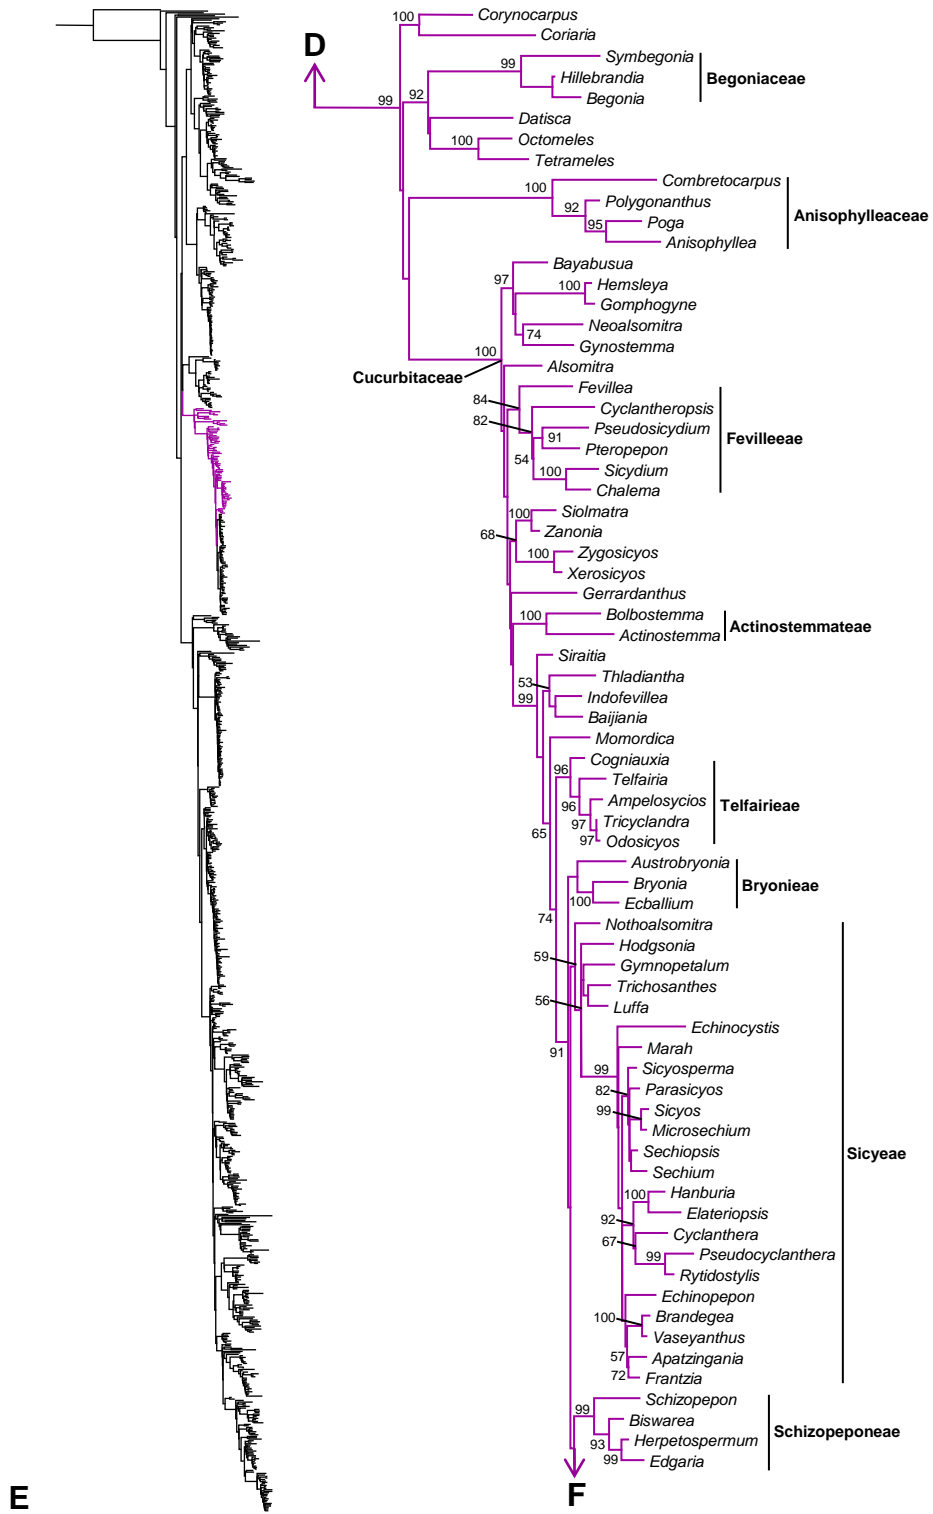 100
Corynocarpus
Coriaria
D
99
99
Symbegonia
Hillebrandia
Begonia
Begoniaceae
92
Datisca
100
Octomeles
Tetrameles
100
Combretocarpus
92
Polygonanthus
95
Poga
Anisophyllea
Anisophylleaceae
97
Bayabusua
100
Hemsleya
Gomphogyne
Neoalsomitra
74
Gynostemma
100
Cucurbitaceae
Alsomitra
84
82
Fevillea
Cyclantheropsis
Pseudosicydium
91
Pteropepon
54
100
Sicydium
Chalema
Fevilleeae
68
100
Siolmatra
Zanonia
100
Zygosicyos
Xerosicyos
Gerrardanthus
100
Bolbostemma
Actinostemma
Actinostemmateae
99
Siraitia
53
Thladiantha
Indofevillea
Baijiania
65
Momordica
96
Cogniauxia
Telfairia
96
Ampelosycios
97
Tricyclandra
97
Odosicyos
Telfairieae
74
Austrobryonia
Bryonia
100
Ecballium
Bryonieae
91
59
Nothoalsomitra
Hodgsonia
Gymnopetalum
Trichosanthes
56
Luffa
Echinocystis
99
Marah
82
Sicyosperma
Parasicyos
99
Sicyos
Microsechium
Sechiopsis
Sechium
Sicyeae
92
100
Hanburia
Elateriopsis
67
Cyclanthera
99
Pseudocyclanthera
Rytidostylis
Echinopepon
100
Brandegea
Vaseyanthus
57
Apatzingania
72
Frantzia
99
Schizopepon
Biswarea
93
Herpetospermum
99
Edgaria
Schizopeponeae
E
F